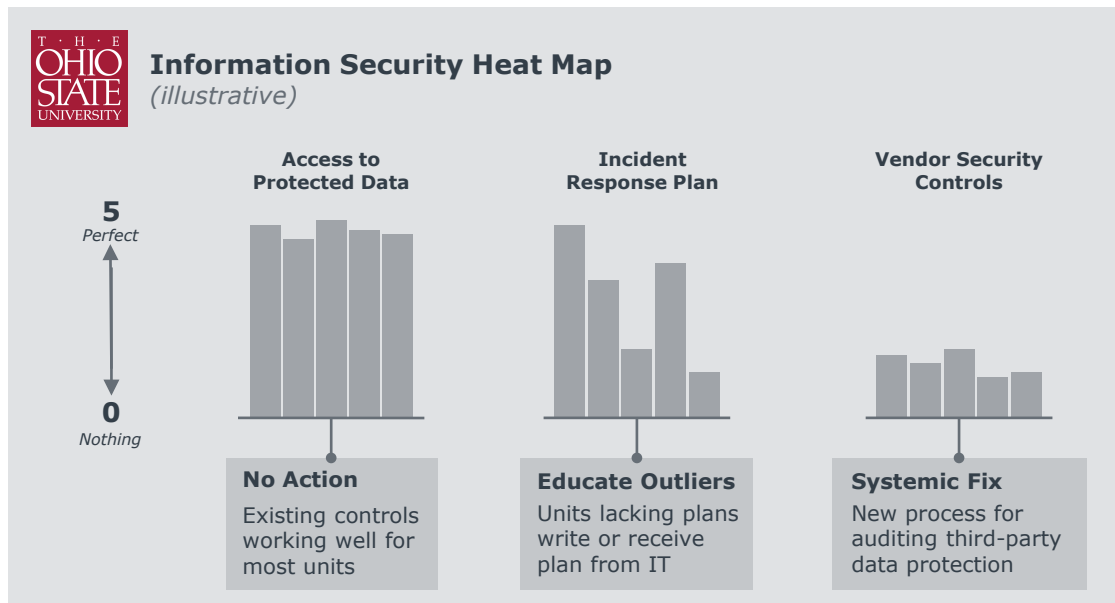 T · H · E
OHIO
STATE
UNIVERSITY
Information Security Heat Map
(illustrative)
Access to
Protected Data
Incident
Response Plan
Vendor Security
Controls
5
Perfect
0
Nothing
No Action
Existing controls
working well for
most units
Educate Outliers
Units lacking plans
write or receive
plan from IT
Systemic Fix
New process for
auditing third-party
data protection